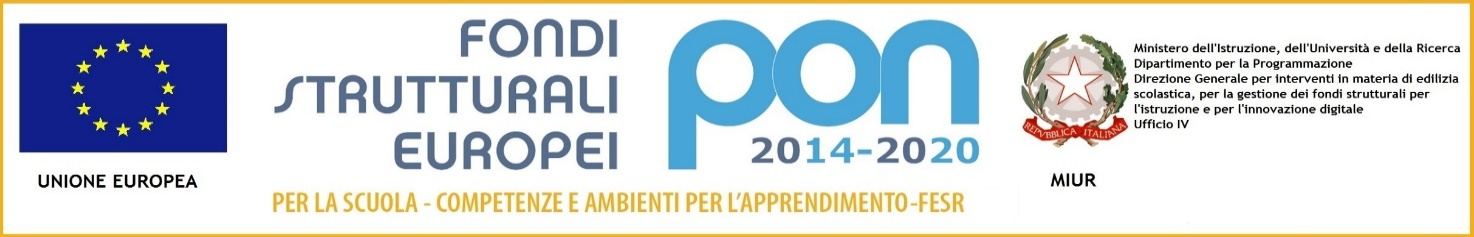 UNIONE EUROPEA
FONDI
STRUTTURALI
EUROPEI
pon
2014-2020
PER LA SCUOLA - COMPETENZE E AMBIENTI PER L'APPRENDIMENTO-FESR
REPVBBLICA ITALIANA
MIUR
Ministero dell'Istruzione, dell'Università e della Ricerca
Dipartimento per la Programmazione
Direzione Generale per interventi in materia di edilizia
scolastica, per la gestione dei fondi strutturali per
l'istruzione e per l'innovazione digitale
Ufficio IV